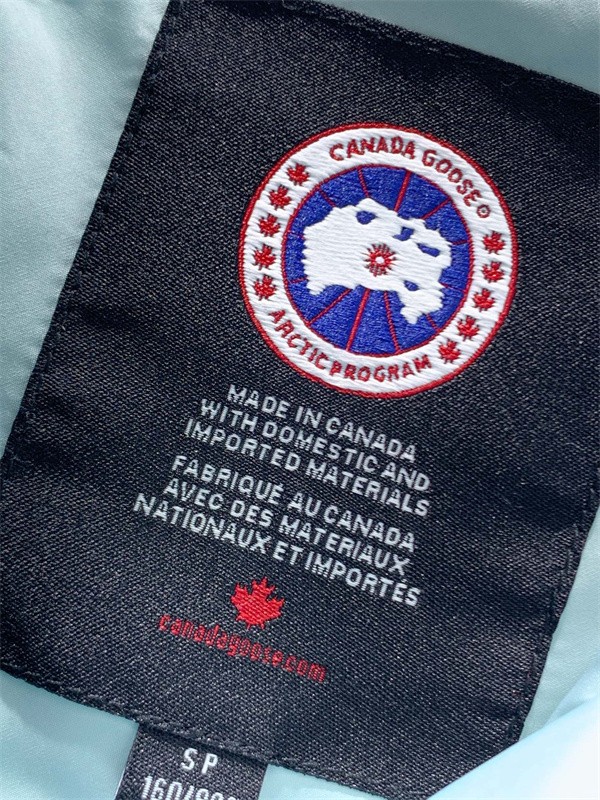 CANADA GOOSE®
ARCTIC PROGRAM
MADE IN CANADA
WITH DOMESTIC AND
IMPORTED MATERIALS
FABRIQUÉ AU CANADA
AVEC DES MATERIAUX
NATIONAUX ET IMPORTÉS
canadagoose.com
S P